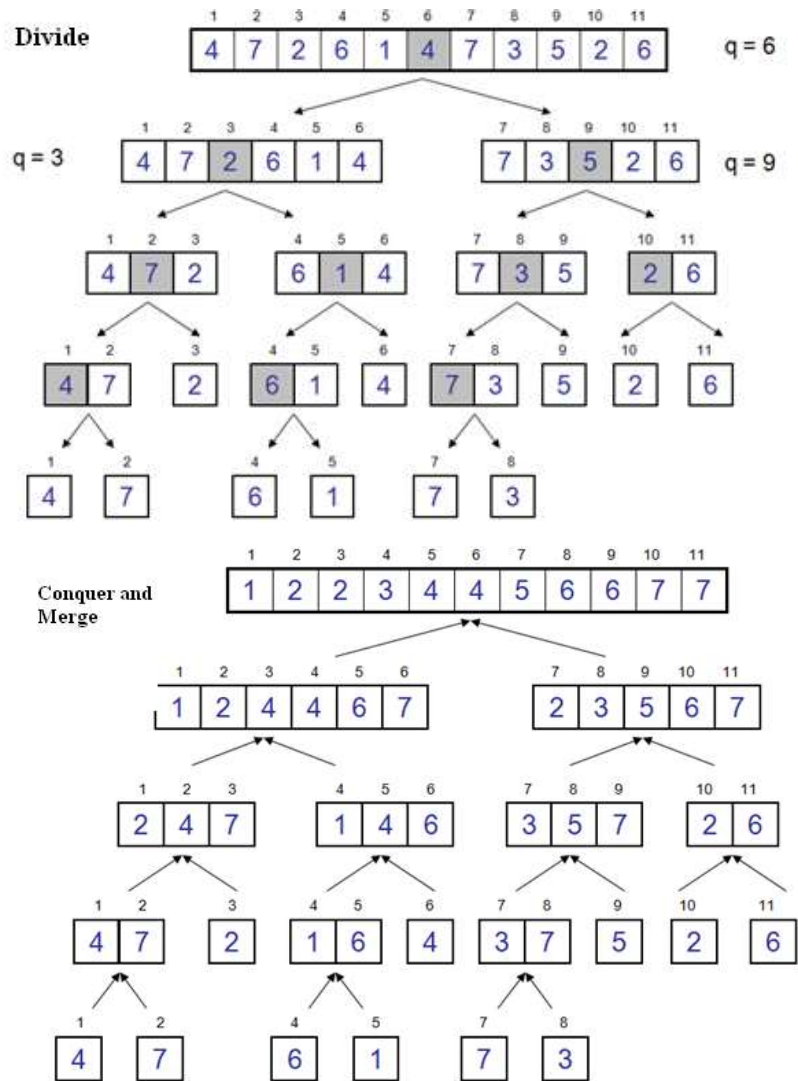 1 2 3 4 5 6 7 8 9 10 11
Divide 4 7 2 6 1 4 7 3 5 2 6 q = 6
1 2 3 4 5 6 7 8 9 10 11
q = 3 4 7 2 6 1 4 7 3 5 2 6 q = 9
1 2 3 4 5 6 7 8 9 10 11
4 7 2 6 1 4 7 3 5 2 6
1 2 3 4 5 6 7 8 9 10 11
4 7 2 6 1 4 7 3 5 2 6
1 2 4 5 7 8
4 7 6 1 7 3
1 2 3 4 5 6 7 8 9 10 11
Conquer and
Merge
1 2 2 3 4 4 5 6 6 7 7
1 2 3 4 5 6 7 8 9 10 11
1 2 4 4 6 7 2 3 5 6 7
1 2 3 4 5 6 7 8 9 10 11
2 4 7 1 4 6 3 5 7 2 6
1 2 3 4 5 6 7 8 9 10 11
4 7 2 1 6 4 3 7 5 2 6
1 2 4 5 7 8
4 7 6 1 7 3